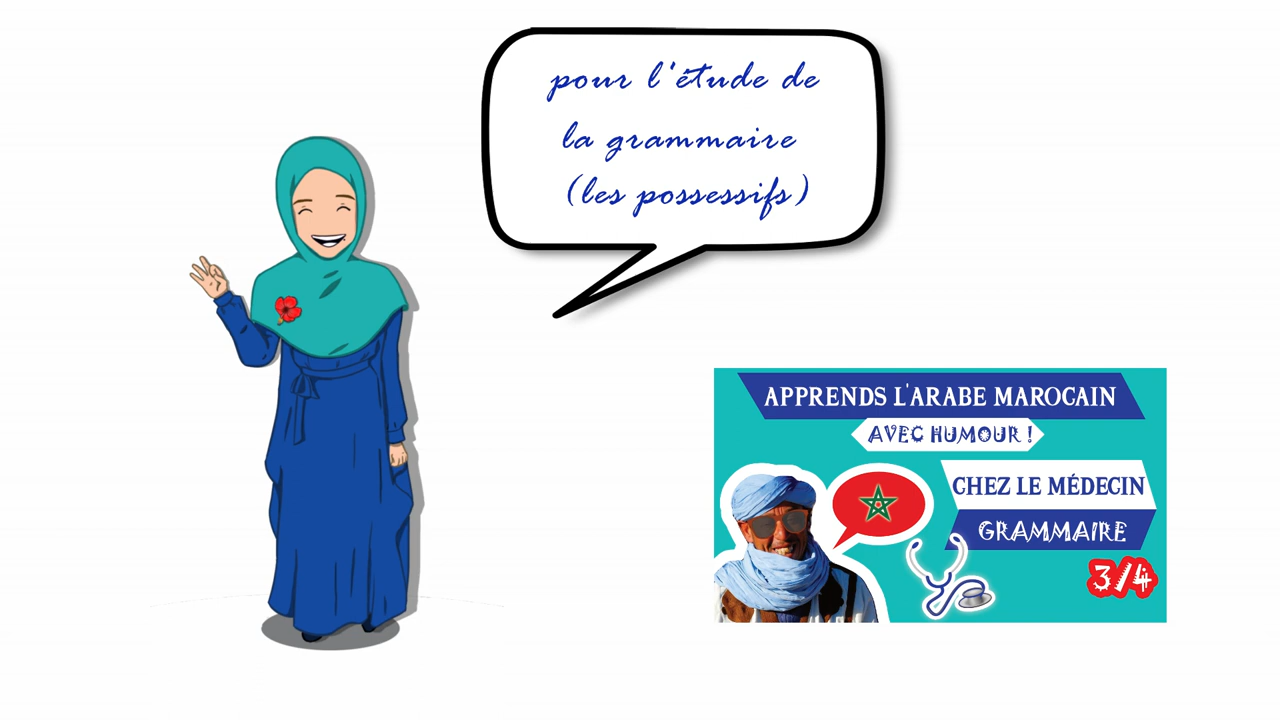 pour l'étude de
la grammaire
(les possessifs)
APPRENDS L'ARABE MAROCAIN
AVEC HUMOUR !
CHEZ LE MÉDECIN
GRAMMAIRE
3/4